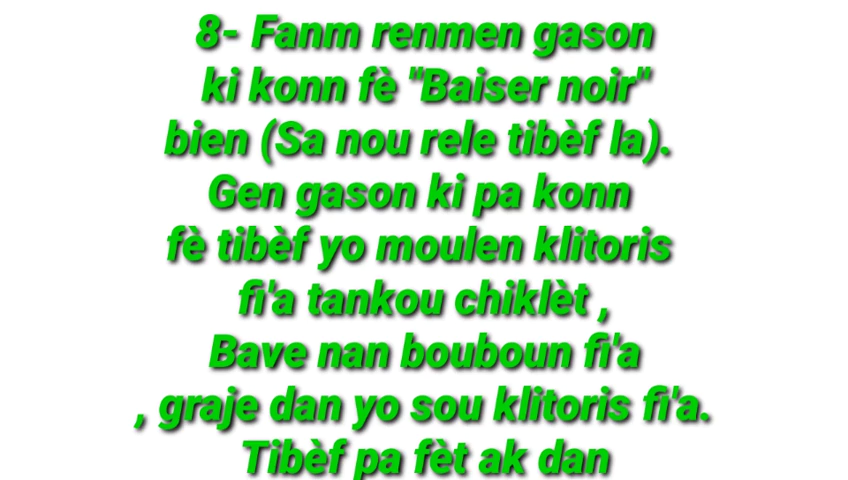 8- Fanm renmen gason
ki konn fè "Baiser noir"
bien (Sa nou rele tibèf la).
Gen gason ki pa konn
fè tibèf yo moulen klitoris
fi'a tankou chiklèt ,
Bave nan bouboun fi'a
, graje dan yo sou klitoris fi'a.
Tibèf pa fèt ak dan